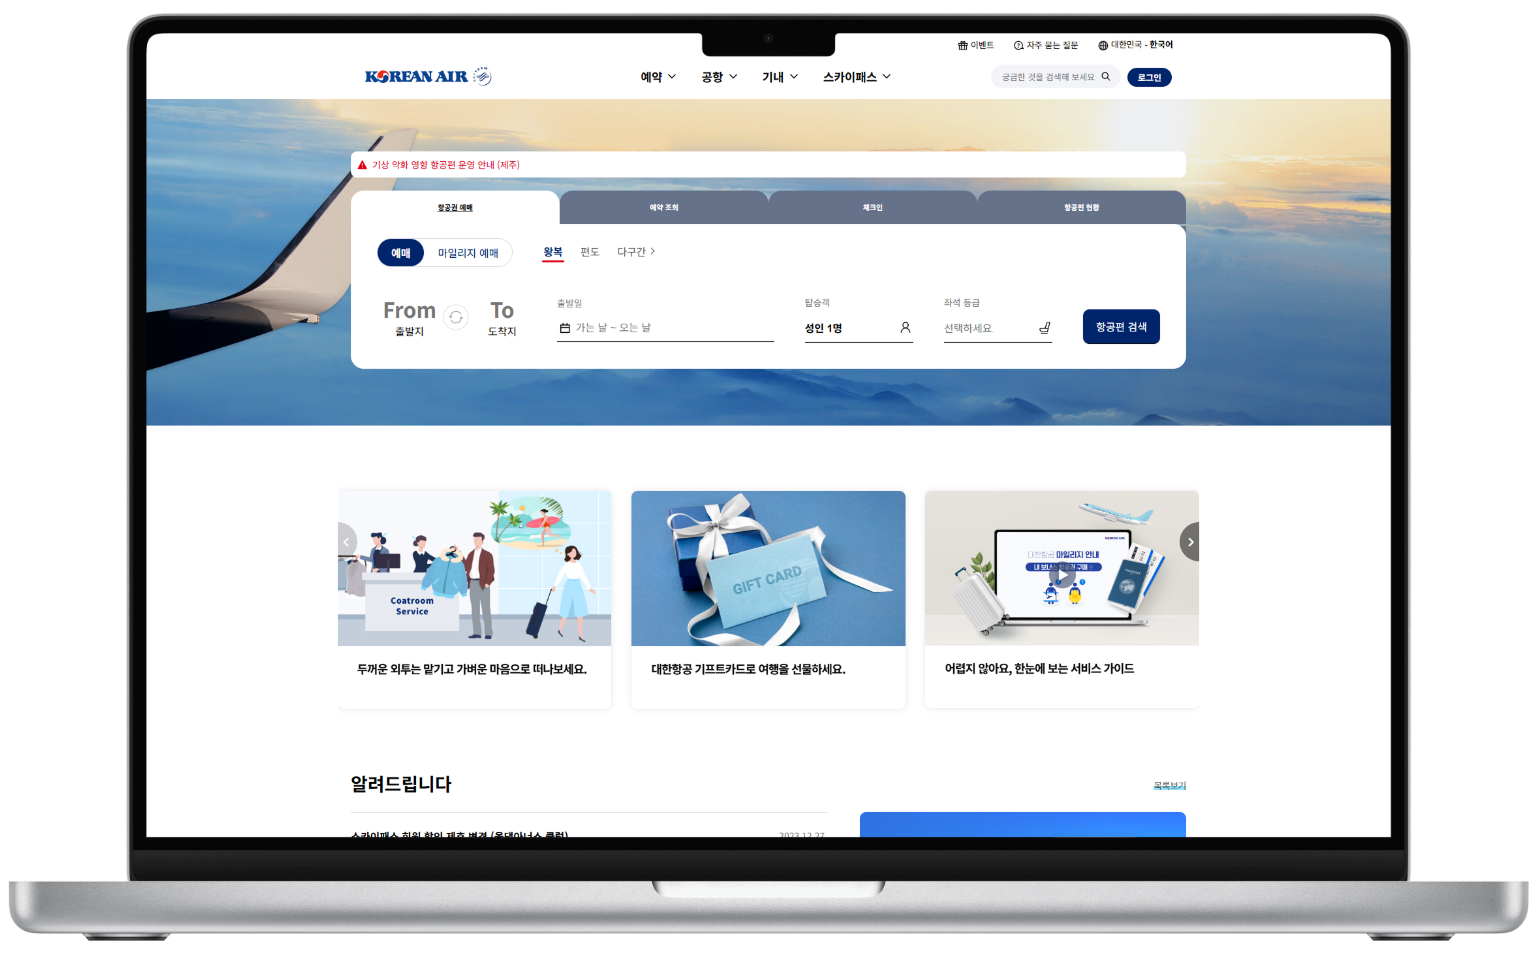 이벤트
자주 묻는 질문
대한민국 - 한국어
KOREAN AIR
예약
공항
기내
스카이패스
궁금한 것을 검색해 보세요
로그인
기상 악화 영향 항공편 운영 안내 (제주)
항공권 예매
예약 조회
체크인
항공편 현황
예매
마일리지 예매
왕복
편도
다구간
From
출발지
To
도착지
출발일
가는 날 ~ 오는 날
탑승객
성인 1명
좌석 등급
선택하세요.
항공편 검색
Coatroom
Service
GIFT CARD
KOREAN AIR
대한항공 마일리지 안내
두꺼운 외투는 맡기고 가벼운 마음으로 떠나보세요.
대한항공 기프트카드로 여행을 선물하세요.
어렵지 않아요, 한눈에 보는 서비스 가이드
알려드립니다
목록보기
스카이패스 회원 할인 제휴 변경 (올댓아너스 클럽)
2023.12.27